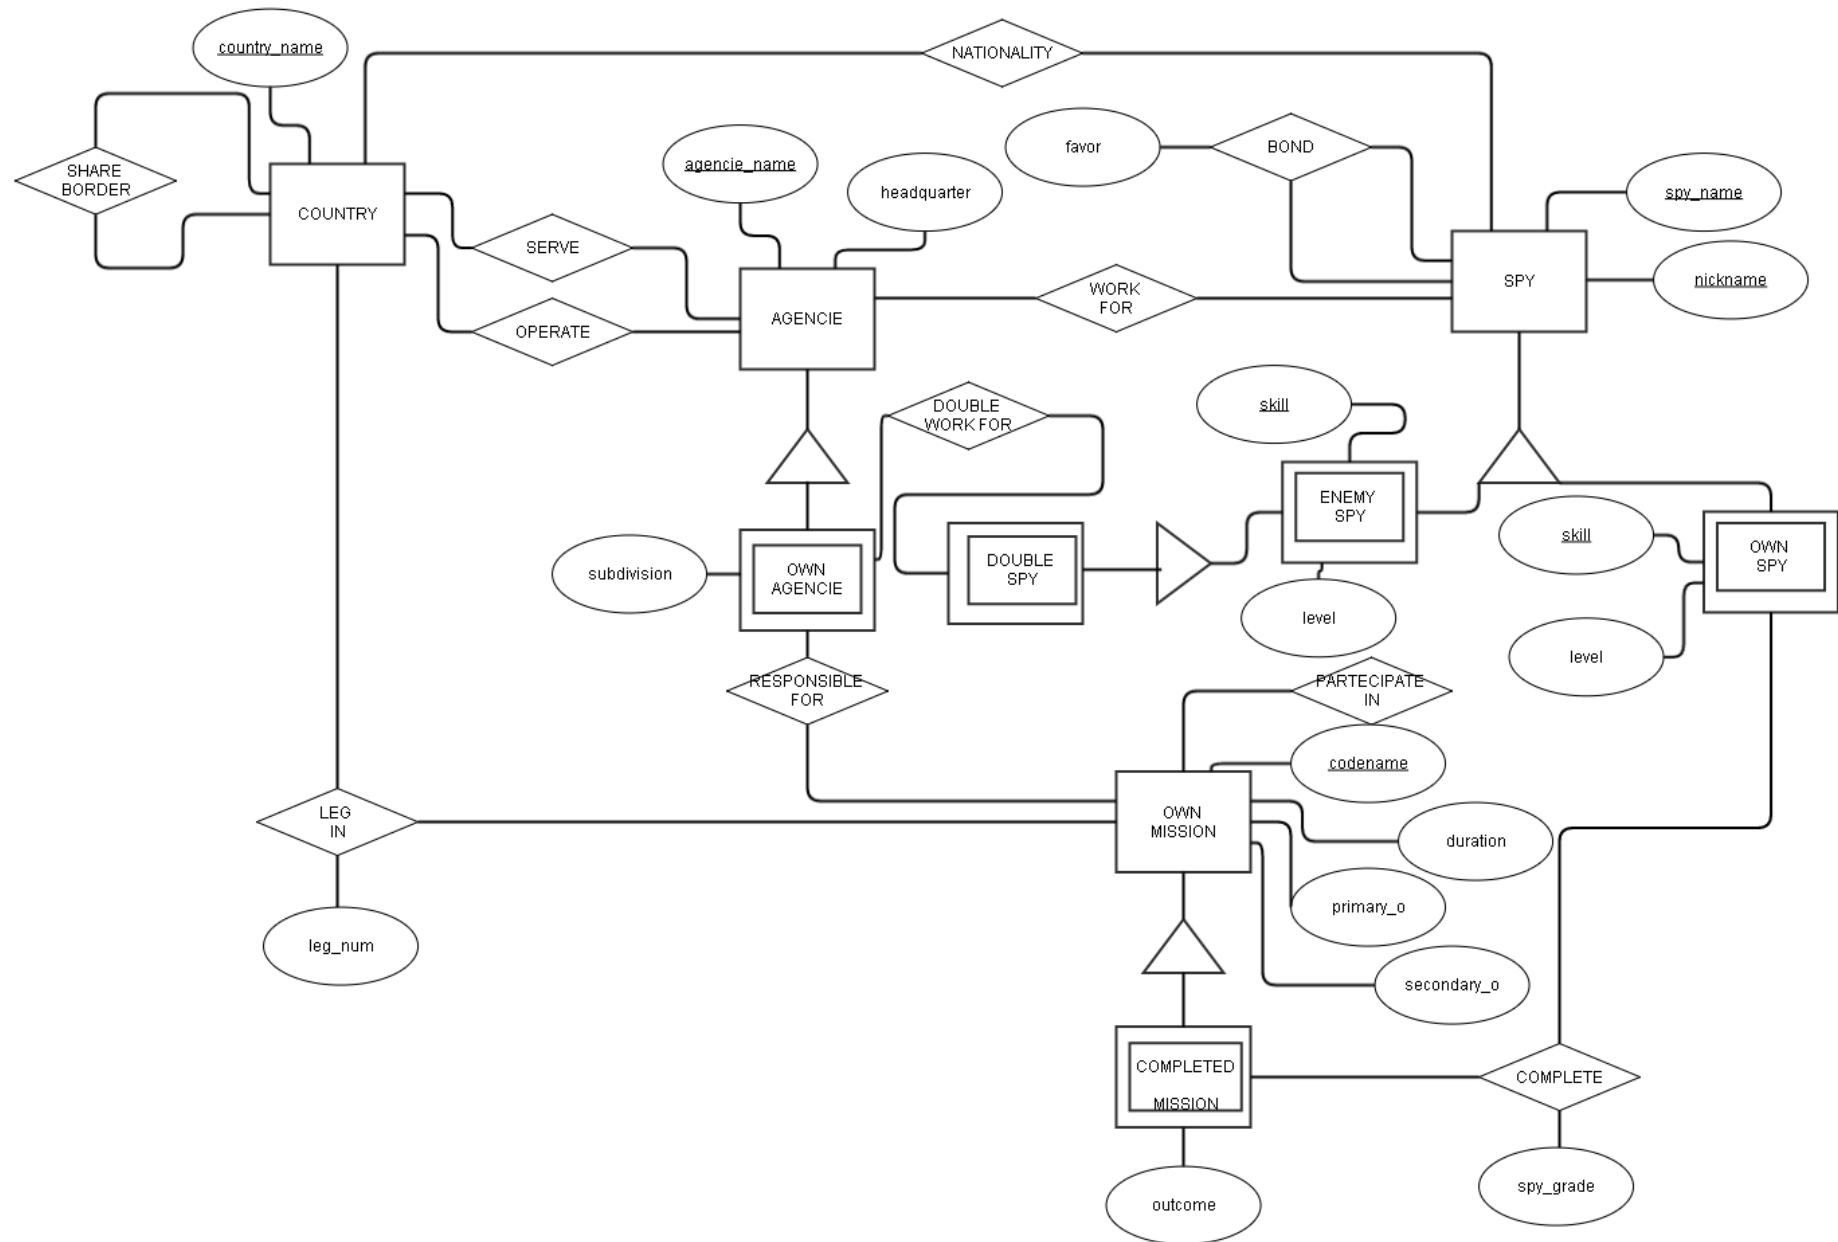 country_name
NATIONALITY
favor
BOND
agencie_name
headquarter
SHARE
BORDER
spy_name
COUNTRY
SERVE
nickname
SPY
WORK
FOR
AGENCIE
OPERATE
DOUBLE
WORK FOR
skill
ENEMY
SPY
skill
OWN
SPY
subdivision
OWN
AGENCIE
DOUBLE
SPY
level
level
RESPONSIBLE
FOR
PARTECIPATE
IN
codename
LEG
IN
OWN
MISSION
duration
primary_o
leg_num
secondary_o
COMPLETED
MISSION
COMPLETE
outcome
spy_grade